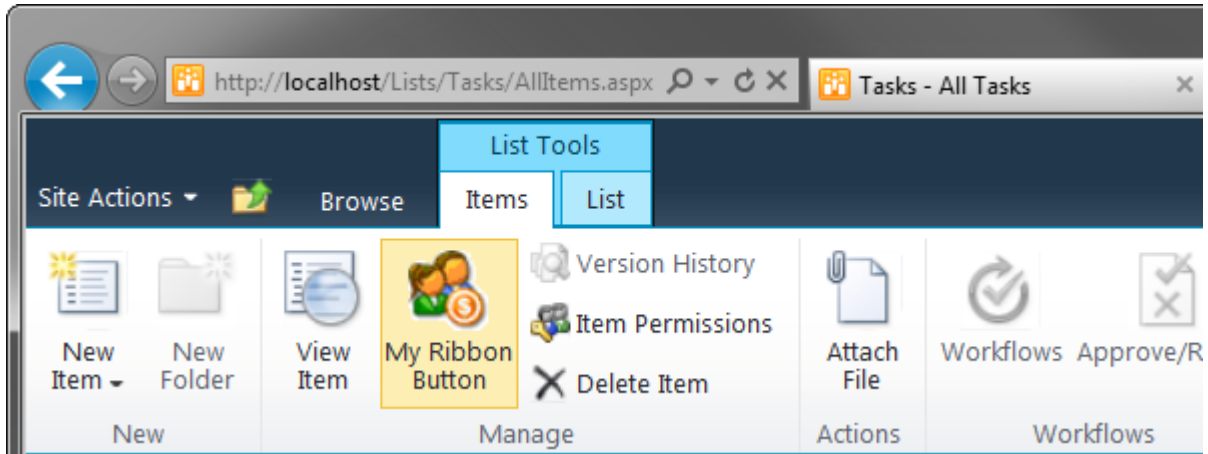 http://localhost/Lists/Tasks/AllItems.aspx
Tasks - All Tasks
List Tools
Site Actions
Browse
Items
List
New
Item
New
Folder
View
Item
My Ribbon
Button
Version History
Item Permissions
Delete Item
Attach
File
Workflows
Approve/R
New
Manage
Actions
Workflows